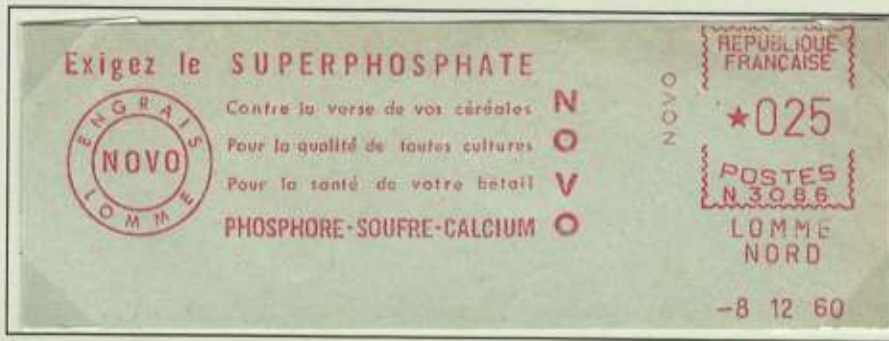 Exigez le SUPERPHOSPHATE
ENGRAIS
NOVO
LOMME
Contre la verse de vos céréales
Pour la qualité de toutes cultures
Pour la santé de votre bétail
PHOSPHORE-SOUFRE-CALCIUM
N
O
V
O
NOVO
REPUBLIQUE
FRANÇAISE
★025
POSTES
N.3086
LOMME
NORD
-8 12 60